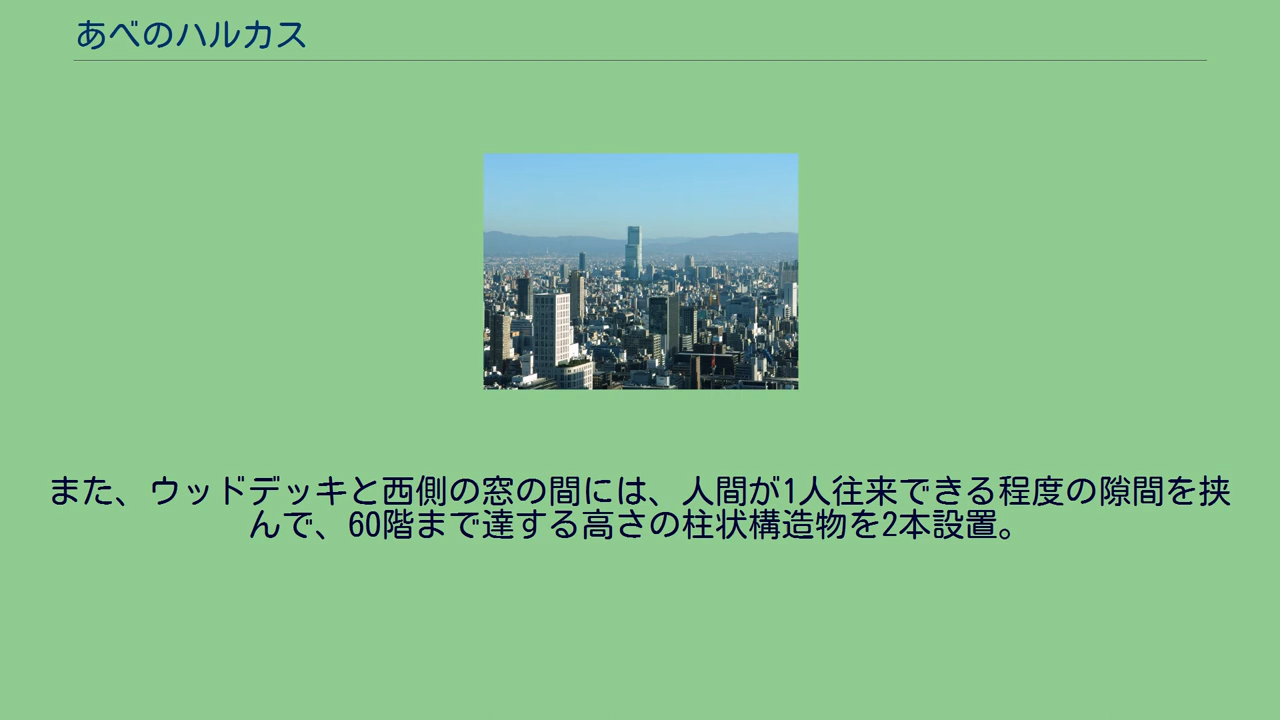 あべのハルカス
また、ウッドデッキと西側の窓の間には、人間が1人往来できる程度の隙間を挟
んで、60階まで達する高さの柱状構造物を2本設置。